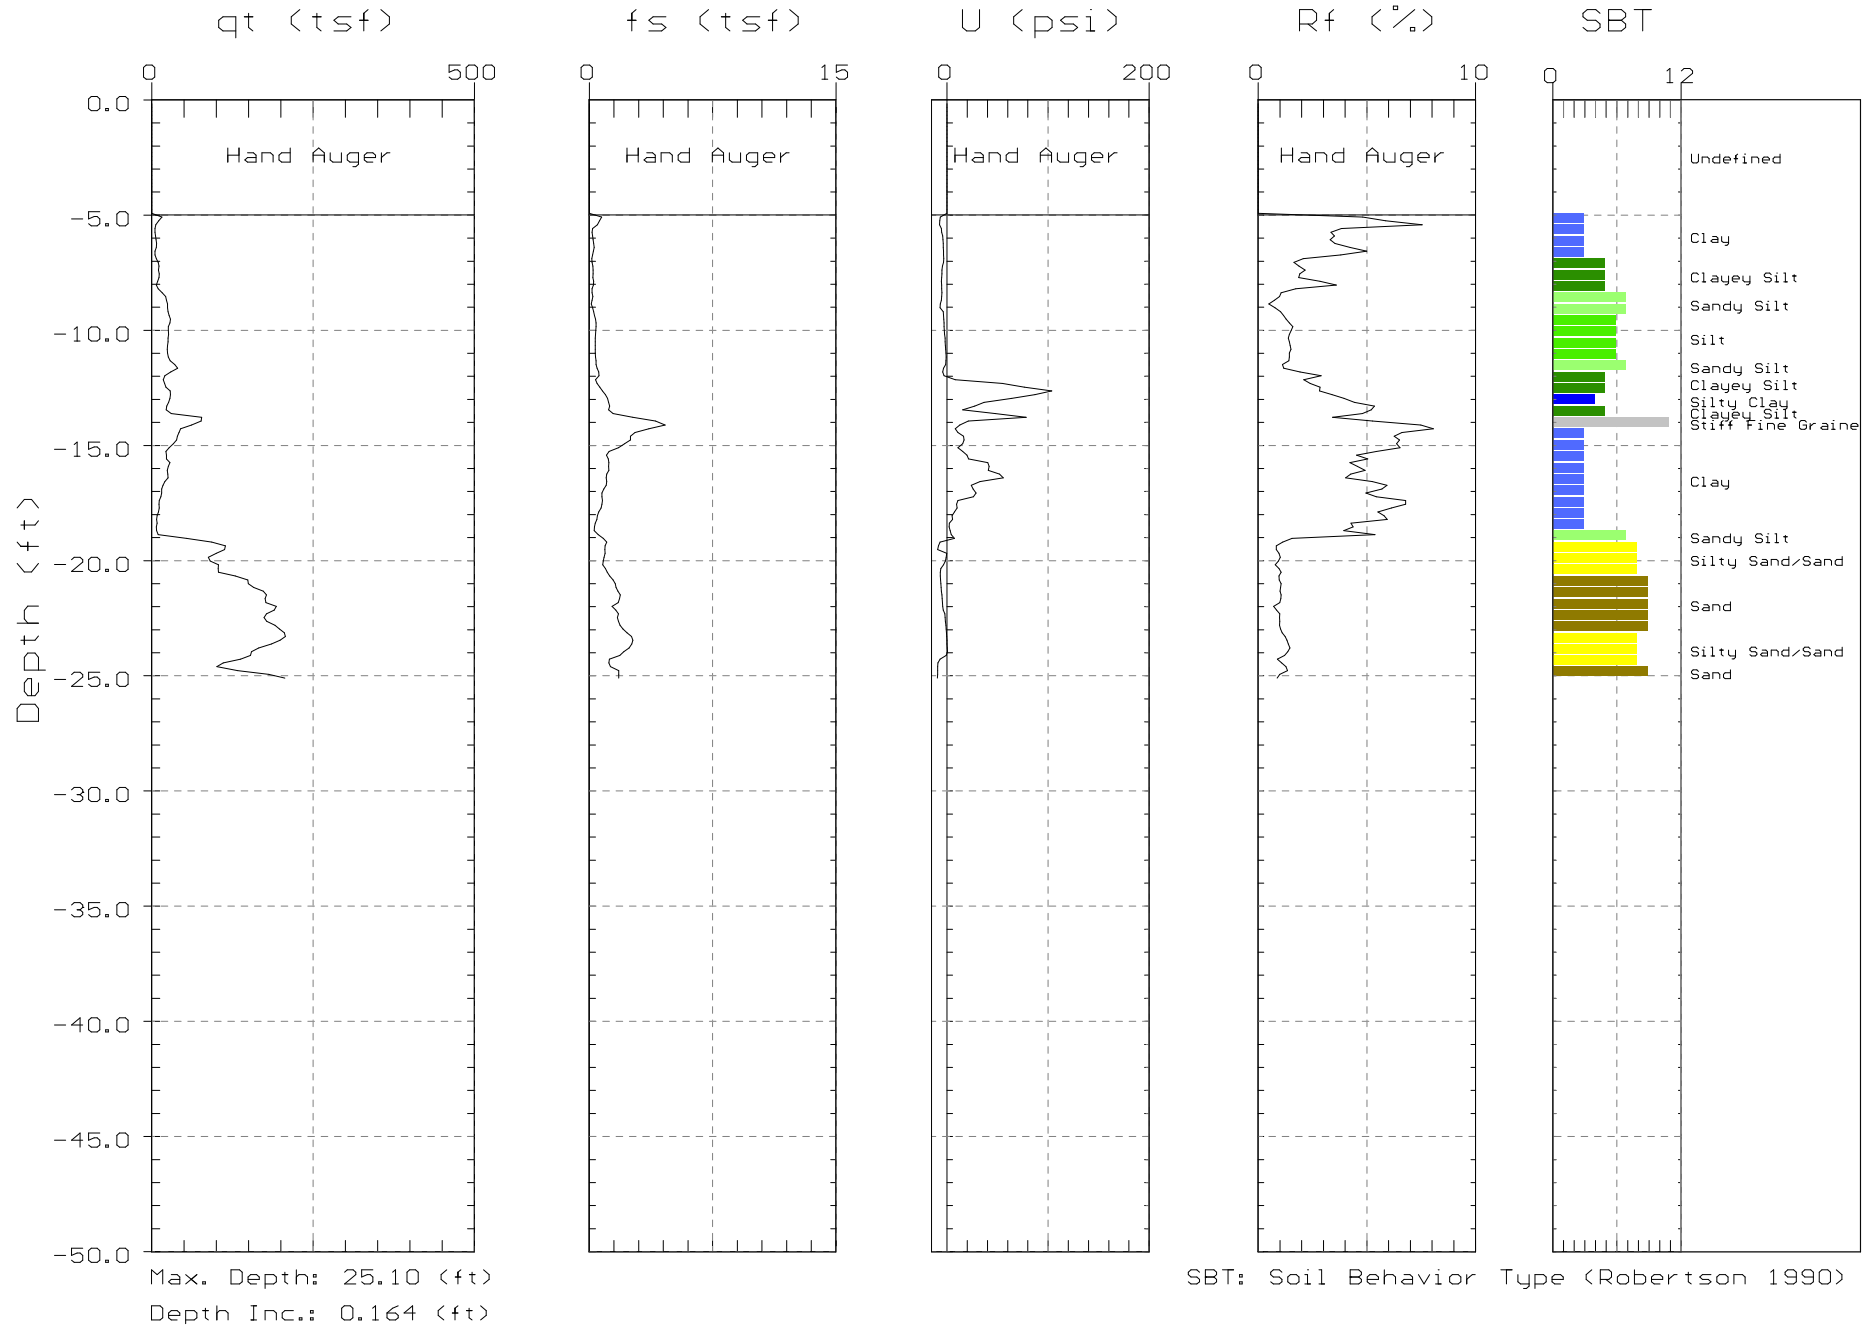 qt (tsf) fs (tsf) U (psi) Rf (%) SBT
0 500 0 15 0 200 0 10 0 12
0.0
Hand Auger Hand Auger Hand Auger Hand Auger Undefined
-5.0
Clay
Clayey Silt
Sandy Silt
-10.0
Silt
Sandy Silt
Clayey Silt
Silty Clay
Clayey Silt
Stiff Fine Graine
-15.0
Clay
Sandy Silt
-20.0 Silty Sand/Sand
Sand
Silty Sand/Sand
-25.0 Sand
Depth (ft)
-30.0
-35.0
-40.0
-45.0
-50.0
Max. Depth: 25.10 (ft) SBT: Soil Behavior Type (Robertson 1990)
Depth Inc.: 0.164 (ft)